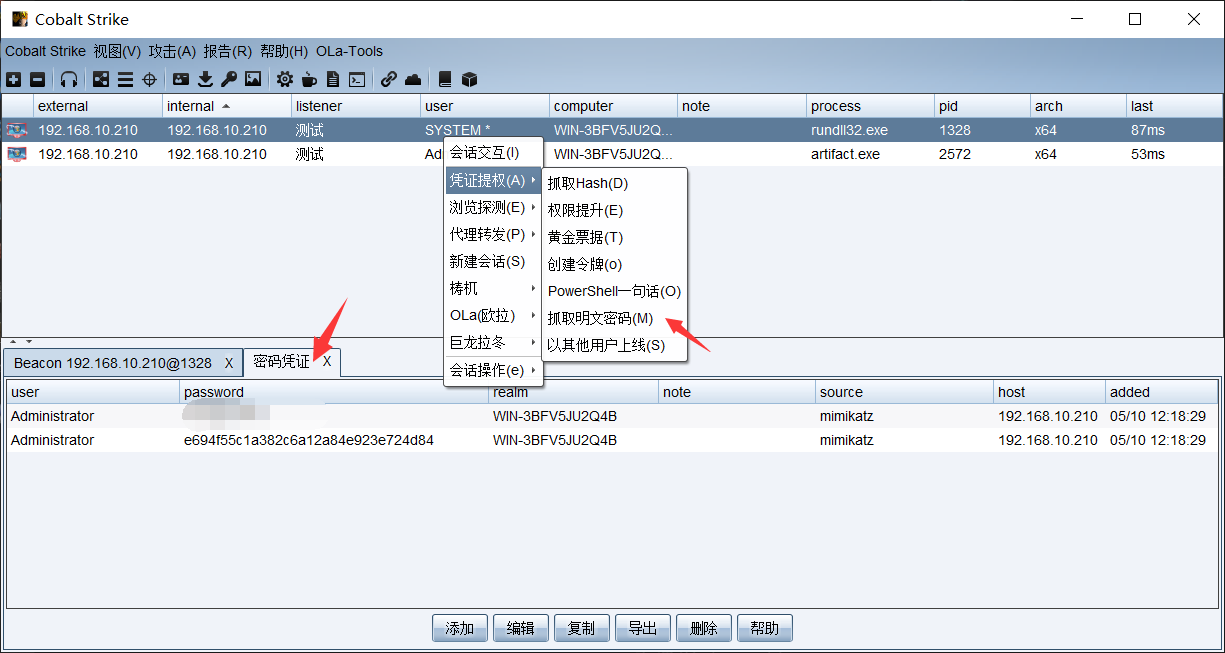 Cobalt Strike
Cobalt Strike 视图(V) 攻击(A) 报告(R) 帮助(H) OLa-Tools
external internal listener user computer note process pid arch last
192.168.10.210 192.168.10.210 测试 SYSTEM * WIN-3BFV5JU2Q... rundll32.exe 1328 x64 87ms
192.168.10.210 192.168.10.210 测试 WIN-3BFV5JU2Q... artifact.exe 2572 x64 53ms
会话交互(I)
凭证提权(A)
浏览探测(E)
代理转发(P)
新建会话(S)
梼杌
OLa(欧拉)
巨龙拉冬
会话操作(e)
抓取Hash(D)
权限提升(E)
黄金票据(T)
创建令牌(o)
PowerShell一句话(O)
抓取明文密码(M)
以其他用户上线(S)
Beacon 192.168.10.210@1328 X 密码凭证 X
user password realm note source host added
Administrator WIN-3BFV5JU2Q4B mimikatz 192.168.10.210 05/10 12:18:29
Administrator e694f55c1a382c6a12a84e923e724d84 WIN-3BFV5JU2Q4B mimikatz 192.168.10.210 05/10 12:18:29
添加 编辑 复制 导出 删除 帮助